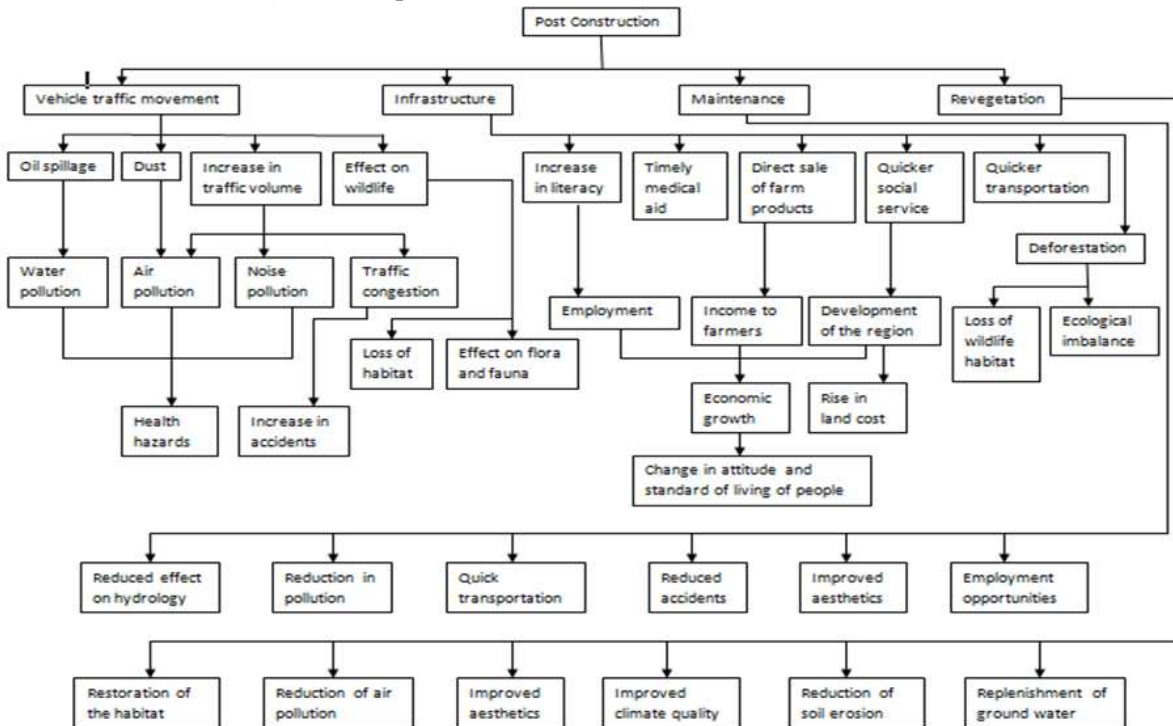 Post Construction
Vehicle traffic movement
Infrastructure
Maintenance
Revegetation
Oil spillage
Dust
Increase in
traffic volume
Effect on
wildlife
Increase
in literacy
Timely
medical
aid
Direct sale
of farm
products
Quicker
social
service
Quicker
transportation
Deforestation
Water
pollution
Air
pollution
Noise
pollution
Traffic
congestion
Employment
Income to
farmers
Development
of the region
Loss of
wildlife
habitat
Ecological
imbalance
Loss of
habitat
Effect on flora
and fauna
Health
hazards
Increase in
accidents
Economic
growth
Rise in
land cost
Change in attitude and
standard of living of people
Reduced effect
on hydrology
Reduction in
pollution
Quick
transportation
Reduced
accidents
Improved
aesthetics
Employment
opportunities
Restoration of
the habitat
Reduction of air
pollution
Improved
aesthetics
Improved
climate quality
Reduction of
soil erosion
Replenishment of
ground water